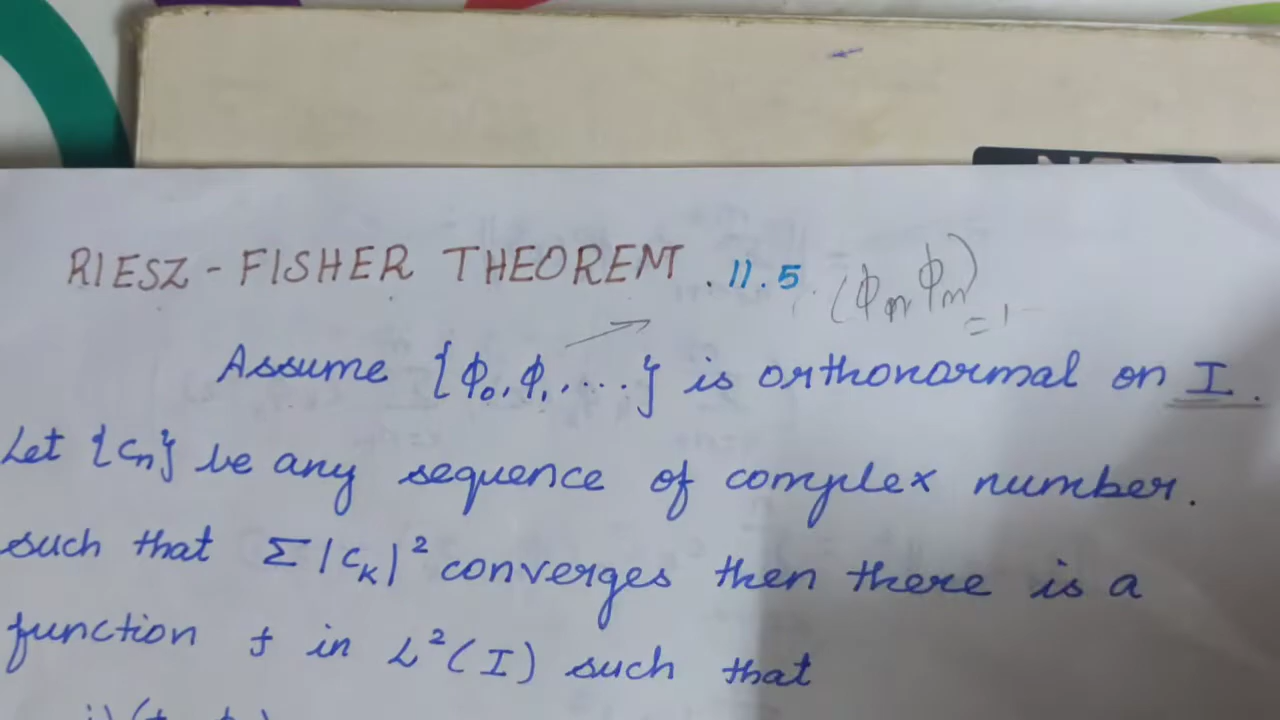 RIESZ - FISHER THEOREM . 11.5 (ϕn, ϕm) = 1
Assume {ϕ0, ϕ1, ....} is orthonormal on I.
Let {cn} be any sequence of complex number.
such that Σ|cK|² converges then there is a
function f in L²(I) such that